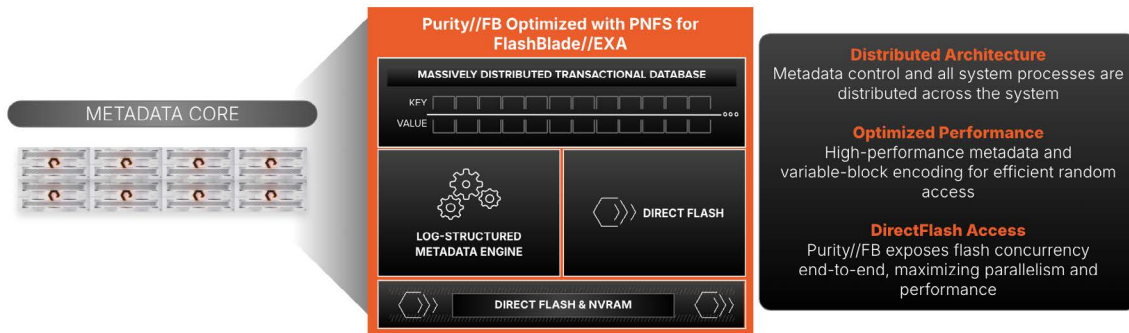 METADATA CORE
Purity//FB Optimized with PNFS for
FlashBlade//EXA
MASSIVELY DISTRIBUTED TRANSACTIONAL DATABASE
KEY
VALUE
LOG-STRUCTURED
METADATA ENGINE
DIRECT FLASH
DIRECT FLASH & NVRAM
Distributed Architecture
Metadata control and all system processes are
distributed across the system
Optimized Performance
High-performance metadata and
variable-block encoding for efficient random
access
DirectFlash Access
Purity//FB exposes flash concurrency
end-to-end, maximizing parallelism and
performance